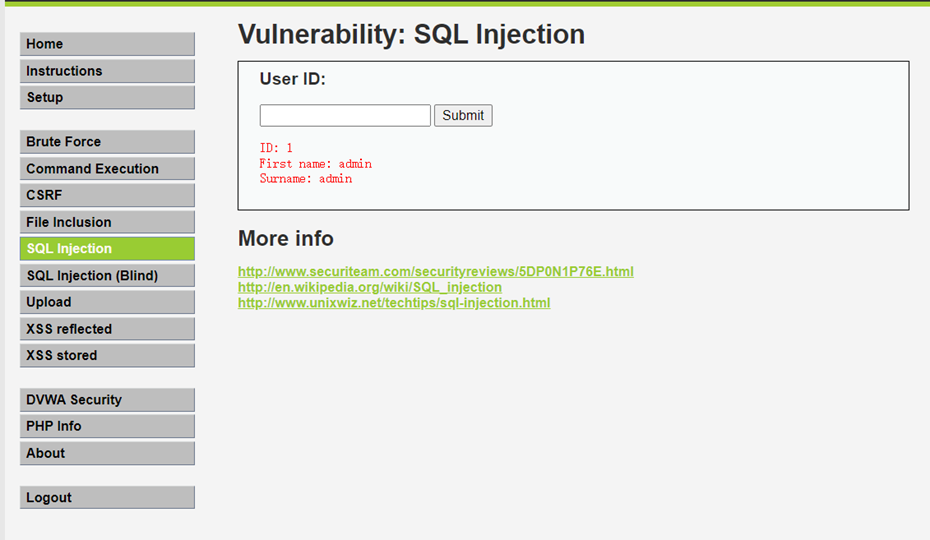 Home
Instructions
Setup
Brute Force
Command Execution
CSRF
File Inclusion
SQL Injection
SQL Injection (Blind)
Upload
XSS reflected
XSS stored
DVWA Security
PHP Info
About
Logout
Vulnerability: SQL Injection
User ID:
Submit
ID: 1
First name: admin
Surname: admin
More info
http://www.securiteam.com/securityreviews/5DP0N1P76E.html
http://en.wikipedia.org/wiki/SQL_injection
http://www.unixwiz.net/techtips/sql-injection.html